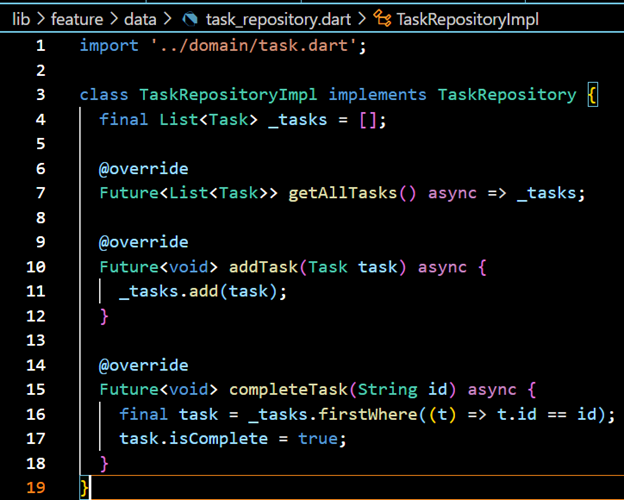 lib > feature > data > task_repository.dart > TaskRepositoryImpl
1 import '../domain/task.dart';
2
3 class TaskRepositoryImpl implements TaskRepository {
4   final List<Task> _tasks = [];
5
6   @override
7   Future<List<Task>> getAllTasks() async => _tasks;
8
9   @override
10   Future<void> addTask(Task task) async {
11     _tasks.add(task);
12   }
13
14   @override
15   Future<void> completeTask(String id) async {
16     final task = _tasks.firstWhere((t) => t.id == id);
17     task.isComplete = true;
18   }
19 }